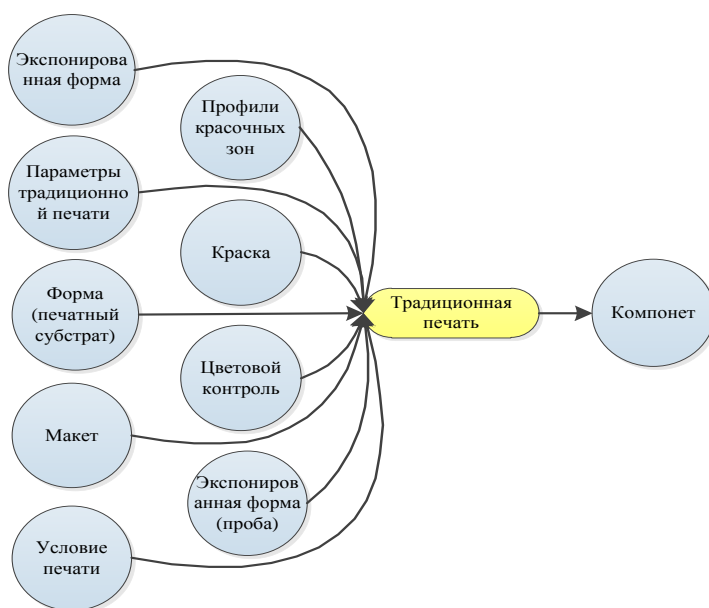 Экспонирова
нная форма
Профили
красочных
зон
Параметры
традиционно
й печати
Краска
Форма
(печатный
субстрат)
Традиционная
печать
Компонет
Цветовой
контроль
Макет
Экспониров
анная форма
(проба)
Условие
печати